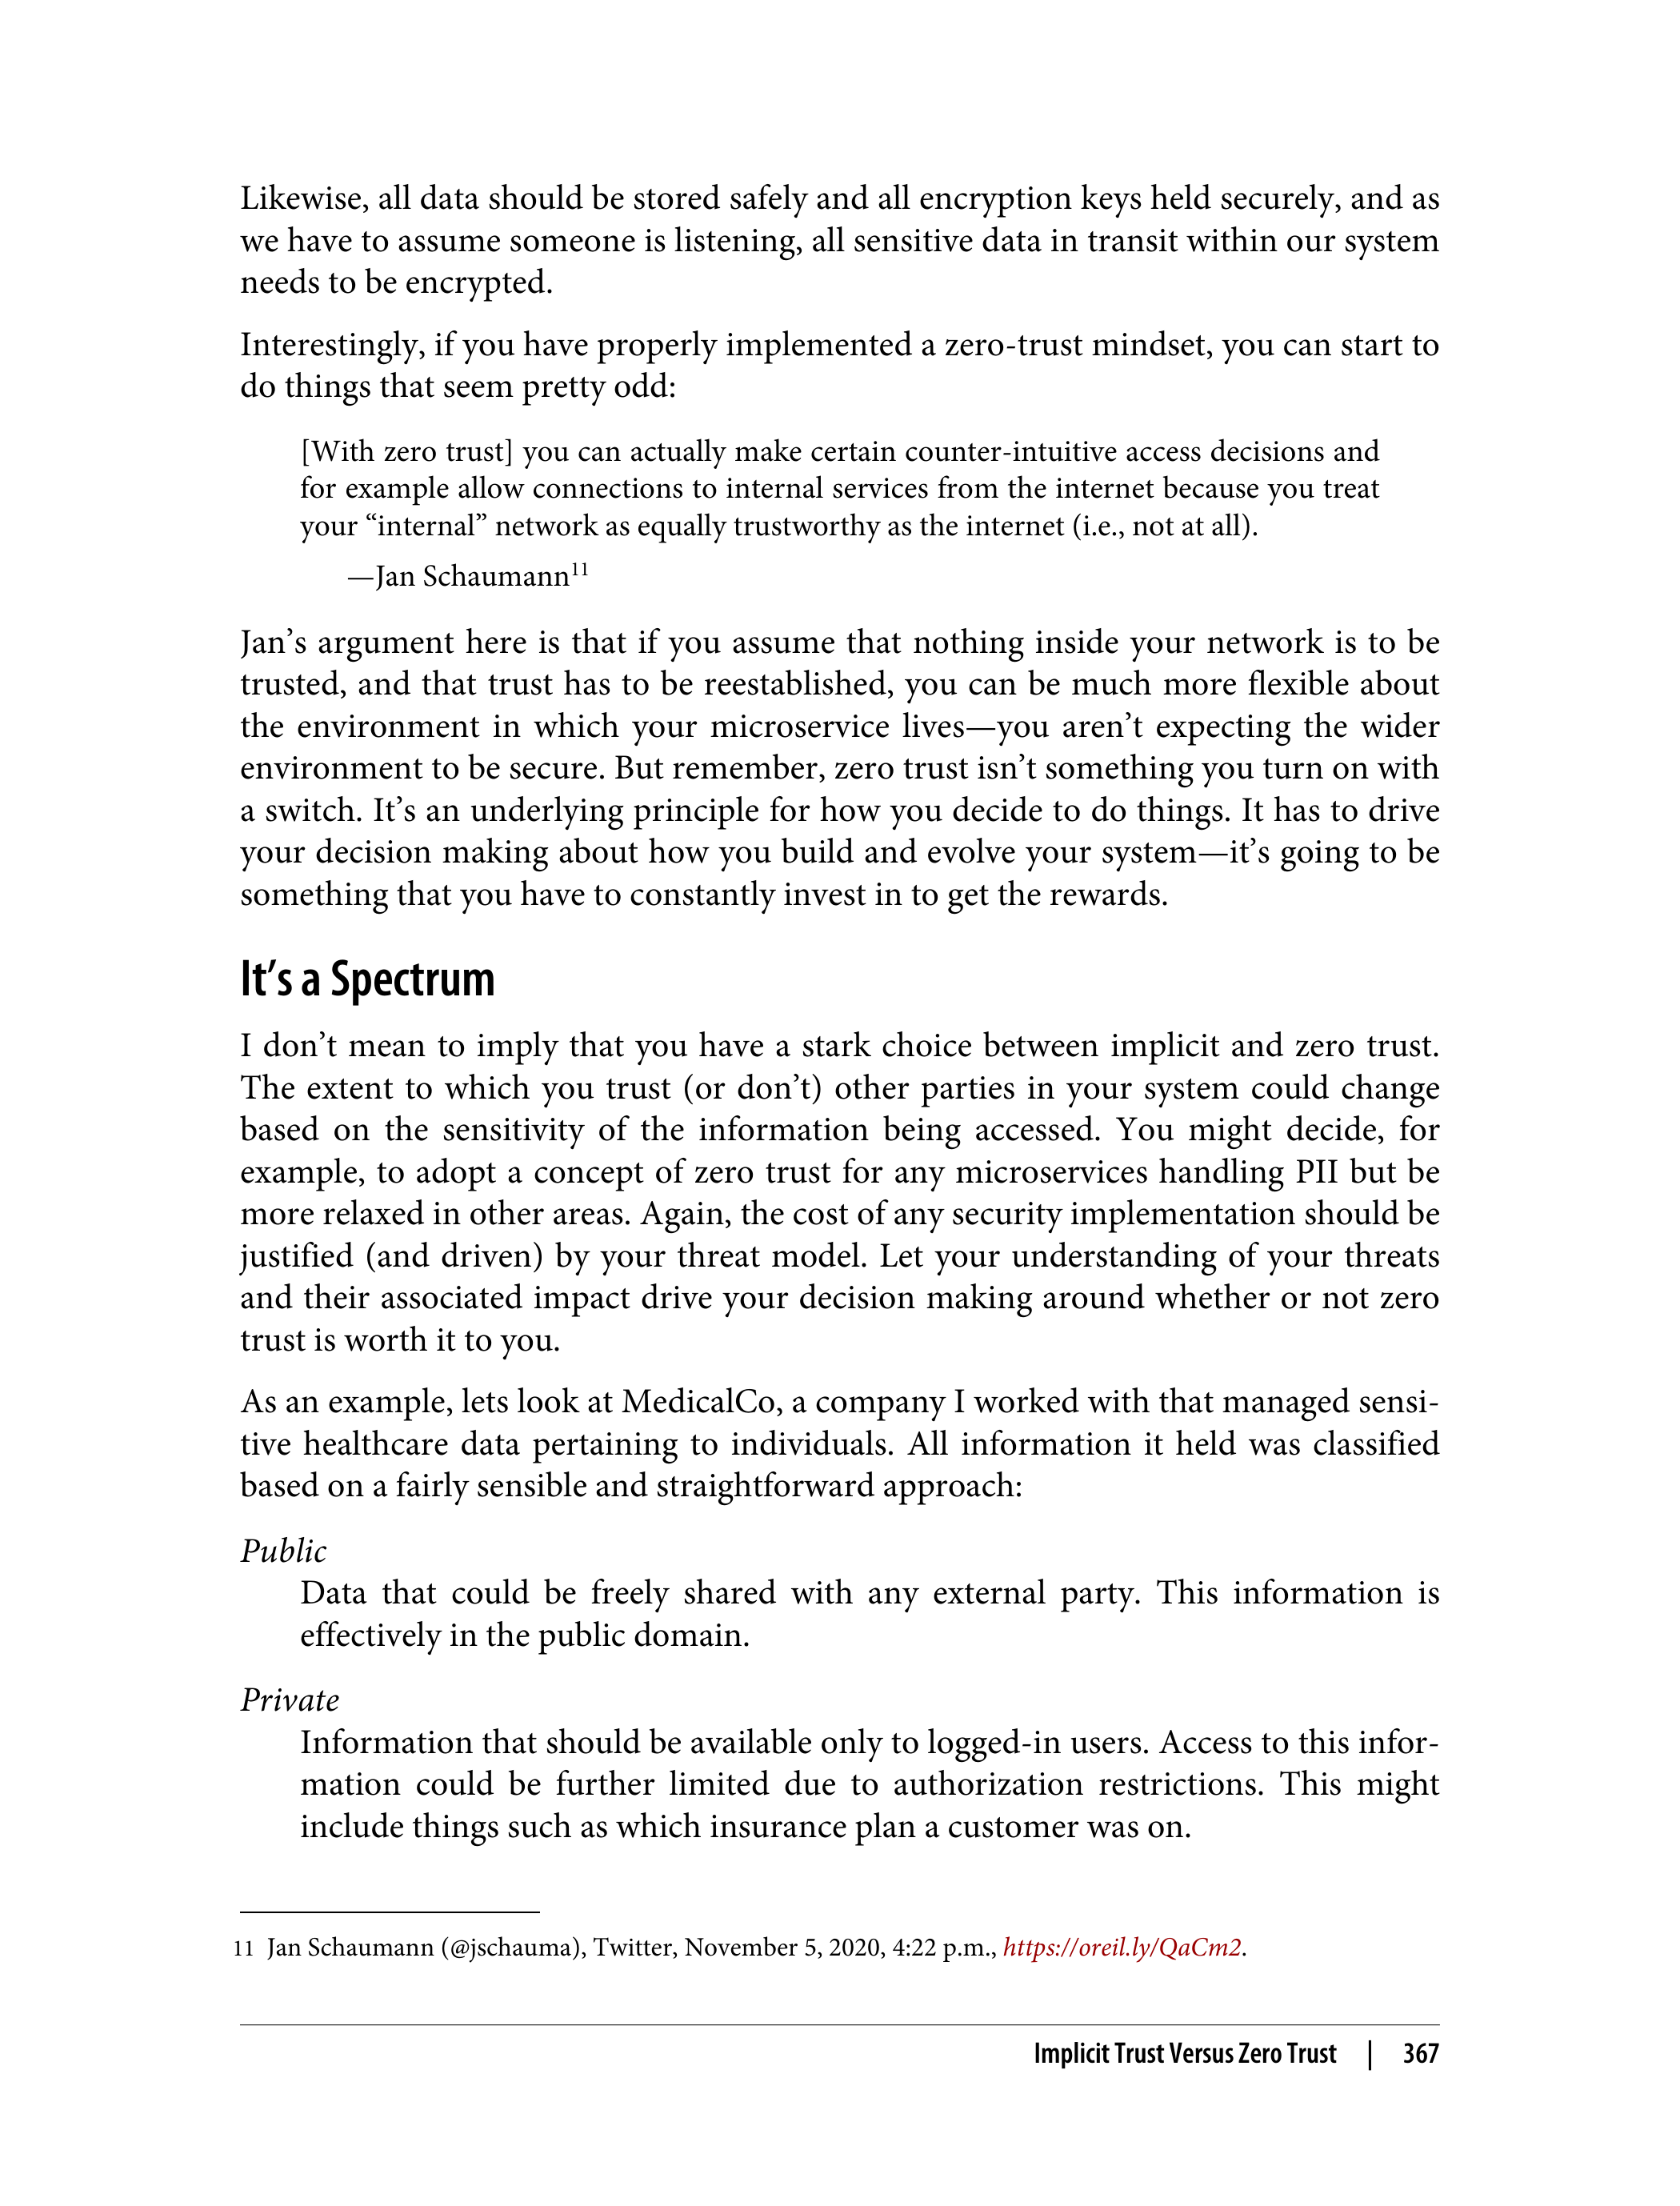 Likewise, all data should be stored safely and all encryption keys held securely, and as
we have to assume someone is listening, all sensitive data in transit within our system
needs to be encrypted.
Interestingly, if you have properly implemented a zero-trust mindset, you can start to
do things that seem pretty odd:
[With zero trust] you can actually make certain counter-intuitive access decisions and
for example allow connections to internal services from the internet because you treat
your “internal” network as equally trustworthy as the internet (i.e., not at all).
—Jan Schaumann11
Jan’s argument here is that if you assume that nothing inside your network is to be
trusted, and that trust has to be reestablished, you can be much more flexible about
the environment in which your microservice lives—you aren’t expecting the wider
environment to be secure. But remember, zero trust isn’t something you turn on with
a switch. It’s an underlying principle for how you decide to do things. It has to drive
your decision making about how you build and evolve your system—it’s going to be
something that you have to constantly invest in to get the rewards.
It’s a Spectrum
I don’t mean to imply that you have a stark choice between implicit and zero trust.
The extent to which you trust (or don’t) other parties in your system could change
based on the sensitivity of the information being accessed. You might decide, for
example, to adopt a concept of zero trust for any microservices handling PII but be
more relaxed in other areas. Again, the cost of any security implementation should be
justified (and driven) by your threat model. Let your understanding of your threats
and their associated impact drive your decision making around whether or not zero
trust is worth it to you.
As an example, lets look at MedicalCo, a company I worked with that managed sensi-
tive healthcare data pertaining to individuals. All information it held was classified
based on a fairly sensible and straightforward approach:
Public
Data that could be freely shared with any external party. This information is
effectively in the public domain.
Private
Information that should be available only to logged-in users. Access to this infor-
mation could be further limited due to authorization restrictions. This might
include things such as which insurance plan a customer was on.
11 Jan Schaumann (@jschauma), Twitter, November 5, 2020, 4:22 p.m., https://oreil.ly/QaCm2.
Implicit Trust Versus Zero Trust | 367